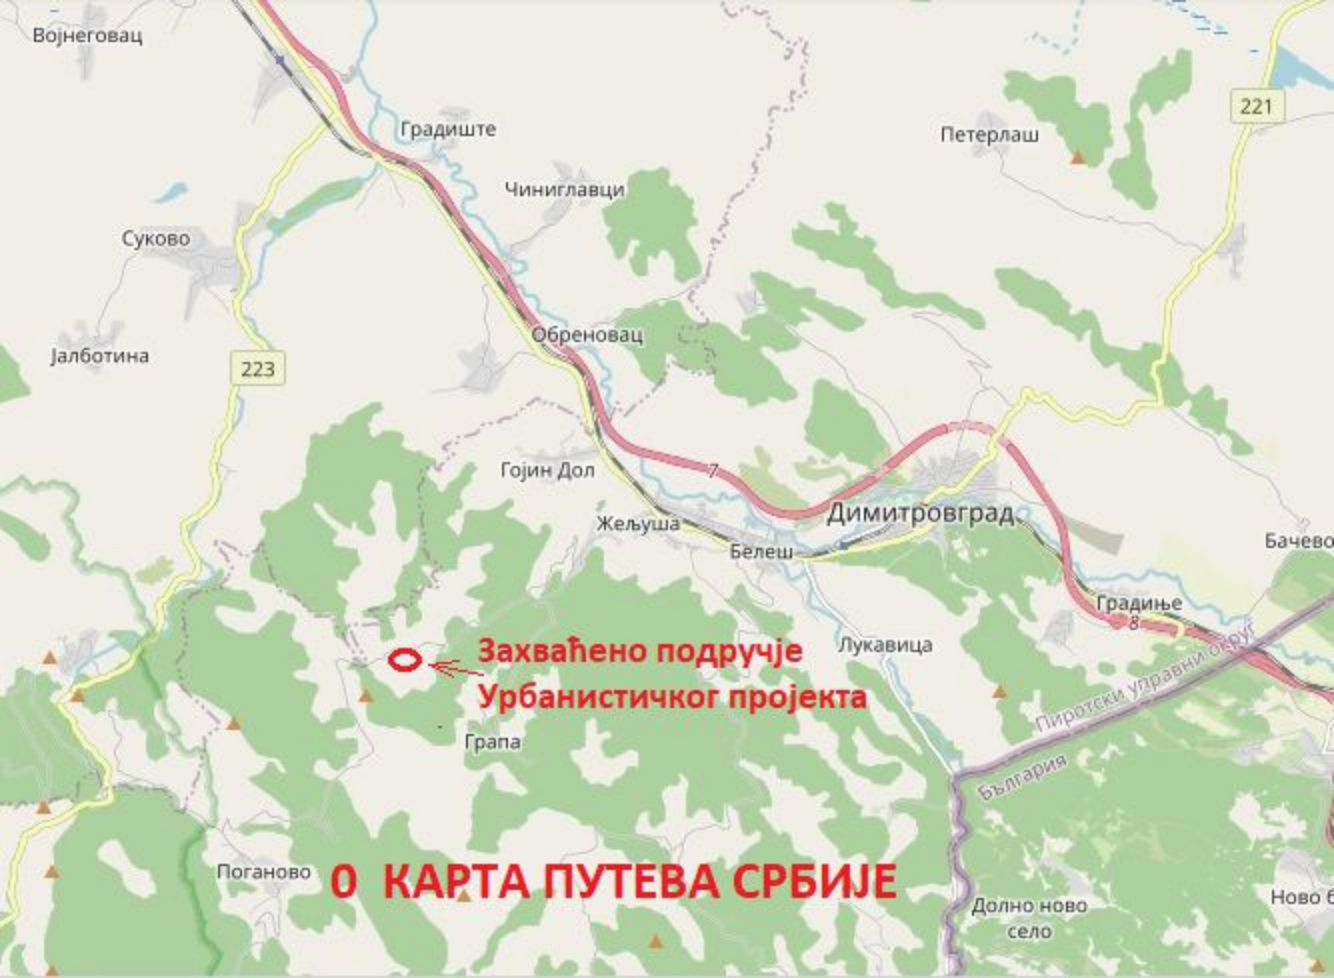 Војнеговац
Градиште
221
Петерлаш
Чиниглавци
Суково
Обреновац
Јалботина
223
Гојин Дол
7
Димитровград
Жељуша
Белеш
Бачево
Градиње
8
Лукавица
Захваћено подручје
Урбанистичког пројекта
Пиротски управни округ
Грапа
България
Поганово
0 КАРТА ПУТЕВА СРБИЈЕ
Долно ново
село
Ново